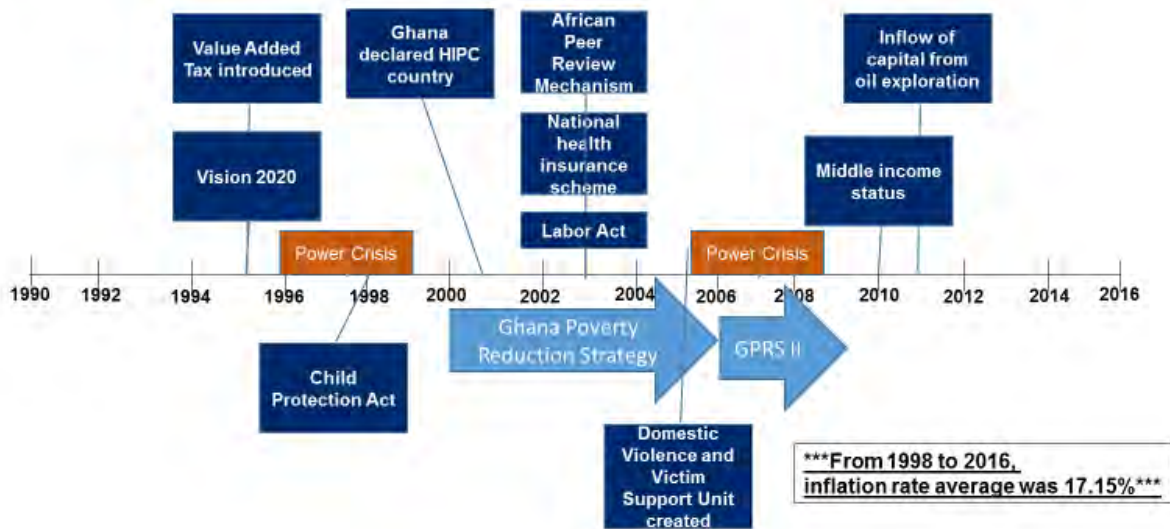 Value Added
Tax introduced
Ghana
declared HIPC
country
African
Peer
Review
Mechanism
Inflow of
capital from
oil exploration
Vision 2020
National
health
insurance
scheme
Middle income
status
Labor Act
Power Crisis
Power Crisis
1990 1992 1994 1996 1998 2000 2002 2004 2006 2008 2010 2012 2014 2016
Ghana Poverty
Reduction Strategy
GPRS II
Child
Protection Act
Domestic
Violence and
Victim
Support Unit
created
***From 1998 to 2016,
inflation rate average was 17.15%***